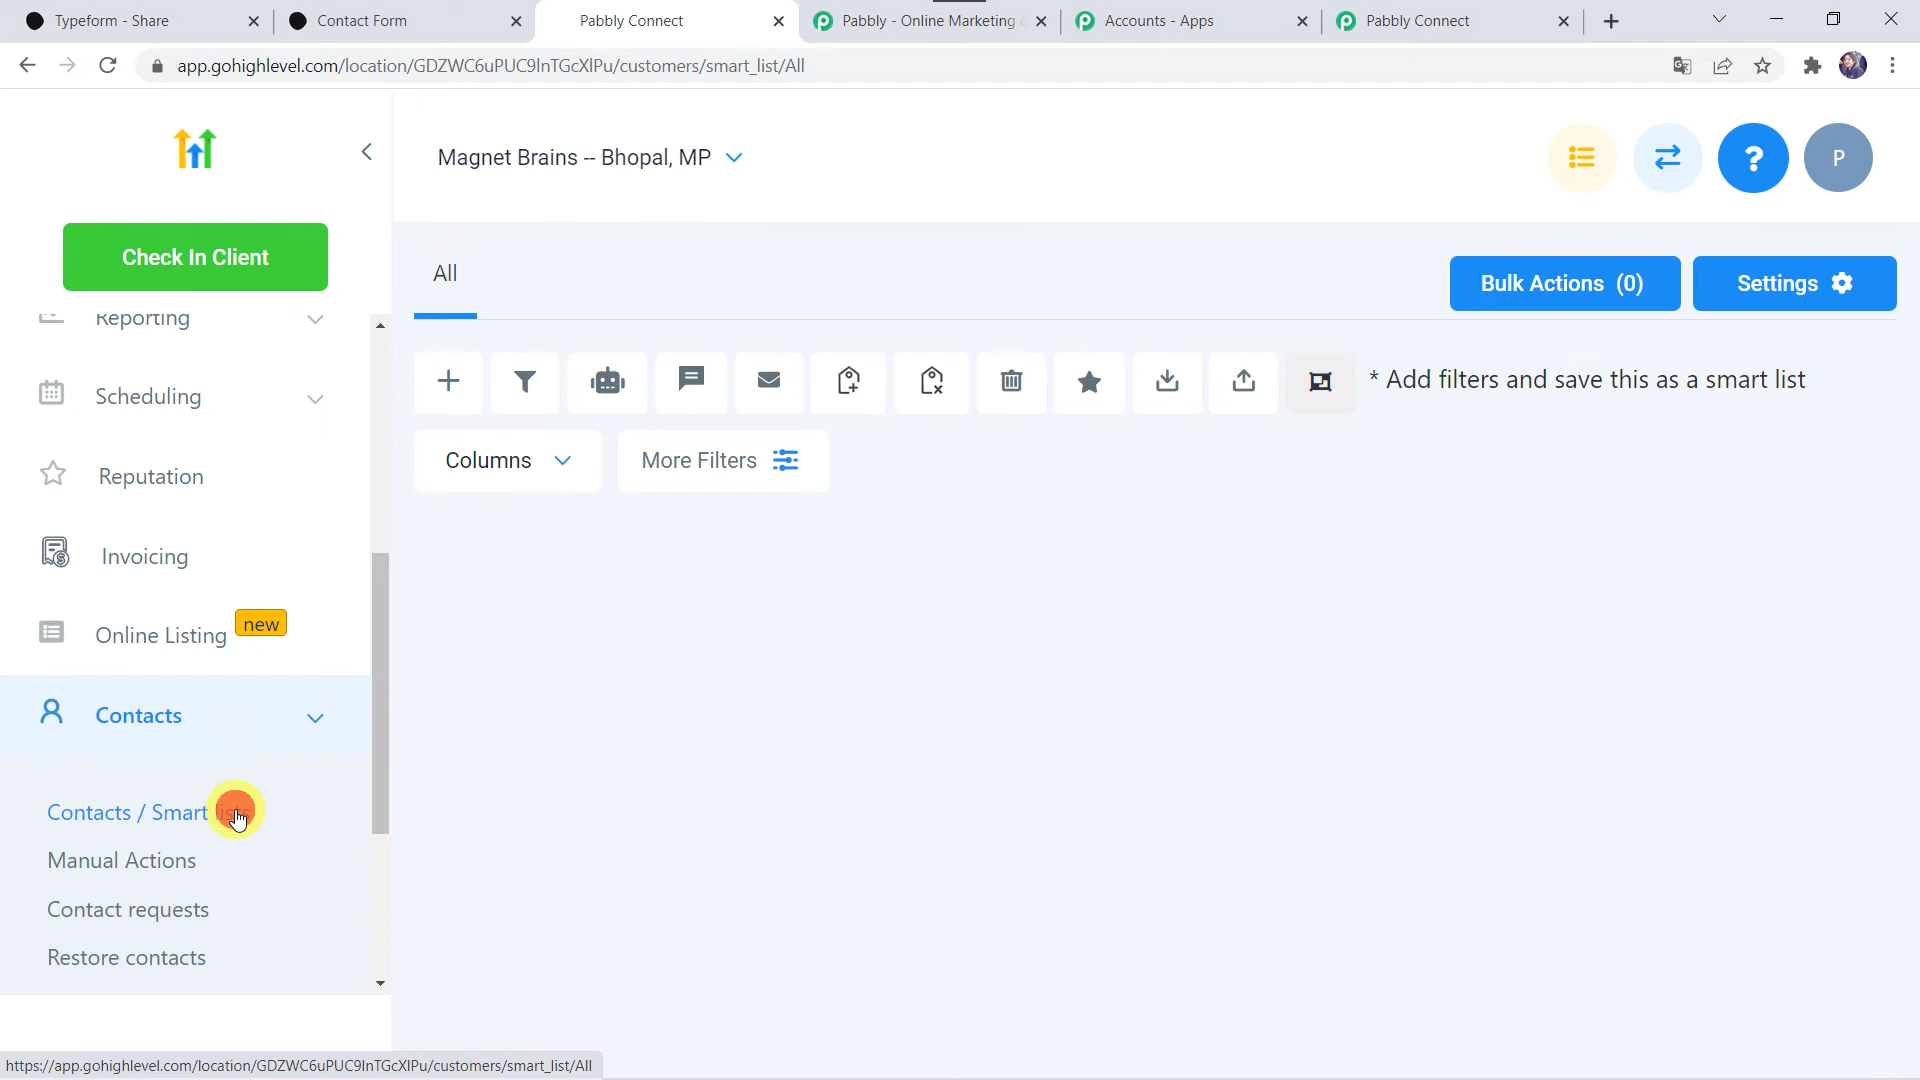 Typeform - Share
Contact Form
Pabbly Connect
Pabbly - Online Marketing
Accounts - Apps
Pabbly Connect
app.gohighlevel.com/location/GDZWC6uPUC9lnTGcXlPu/customers/smart_list/All
Magnet Brains -- Bhopal, MP
?
P
Check In Client
All
Bulk Actions (0)
Settings
Reporting
Scheduling
Reputation
Invoicing
Online Listing
new
Contacts
* Add filters and save this as a smart list
Columns
More Filters
Contacts / Smart lists
Manual Actions
Contact requests
Restore contacts
https://app.gohighlevel.com/location/GDZWC6uPUC9lnTGcXlPu/customers/smart_list/All